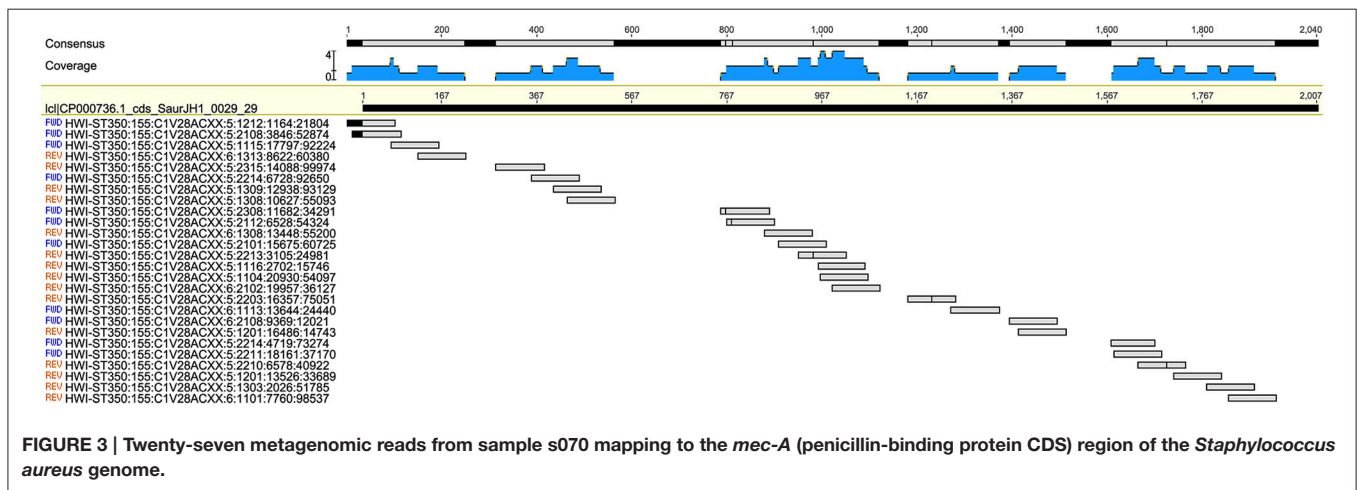 1 200 400 600 800 1,000 1,200 1,400 1,600 1,800 2,040
Consensus
Coverage
4
0
1 167 367 567 767 967 1,167 1,367 1,567 1,767 2,007
lcl|CP000736.1_cds_SaurJH1_0029_29
FWD HWI-ST350:155:C1V28ACXX:5:1212:1164:21804
FWD HWI-ST350:155:C1V28ACXX:5:2108:3846:52874
FWD HWI-ST350:155:C1V28ACXX:5:1115:17797:92224
REV HWI-ST350:155:C1V28ACXX:6:1313:8622:60380
REV HWI-ST350:155:C1V28ACXX:5:2315:14088:99974
FWD HWI-ST350:155:C1V28ACXX:5:2214:6728:92650
REV HWI-ST350:155:C1V28ACXX:5:1309:12938:93129
REV HWI-ST350:155:C1V28ACXX:5:1308:10627:55093
FWD HWI-ST350:155:C1V28ACXX:5:2308:11682:34291
FWD HWI-ST350:155:C1V28ACXX:5:2112:6528:54324
REV HWI-ST350:155:C1V28ACXX:6:1308:13448:55200
FWD HWI-ST350:155:C1V28ACXX:5:2101:15675:60725
REV HWI-ST350:155:C1V28ACXX:5:2213:3105:24981
REV HWI-ST350:155:C1V28ACXX:5:1116:2702:15746
REV HWI-ST350:155:C1V28ACXX:5:1104:20930:54097
REV HWI-ST350:155:C1V28ACXX:6:2102:19957:36127
REV HWI-ST350:155:C1V28ACXX:5:2203:16357:75051
FWD HWI-ST350:155:C1V28ACXX:6:1113:13644:24440
FWD HWI-ST350:155:C1V28ACXX:6:2108:9369:12021
REV HWI-ST350:155:C1V28ACXX:5:1201:16486:14743
FWD HWI-ST350:155:C1V28ACXX:5:2214:4719:73274
FWD HWI-ST350:155:C1V28ACXX:5:2211:18161:37170
REV HWI-ST350:155:C1V28ACXX:5:2210:6578:40922
REV HWI-ST350:155:C1V28ACXX:5:1201:13526:33689
REV HWI-ST350:155:C1V28ACXX:5:1303:2026:51785
REV HWI-ST350:155:C1V28ACXX:6:1101:7760:98537
FIGURE 3 | Twenty-seven metagenomic reads from sample s070 mapping to the mec-A (penicillin-binding protein CDS) region of the Staphylococcus
aureus genome.